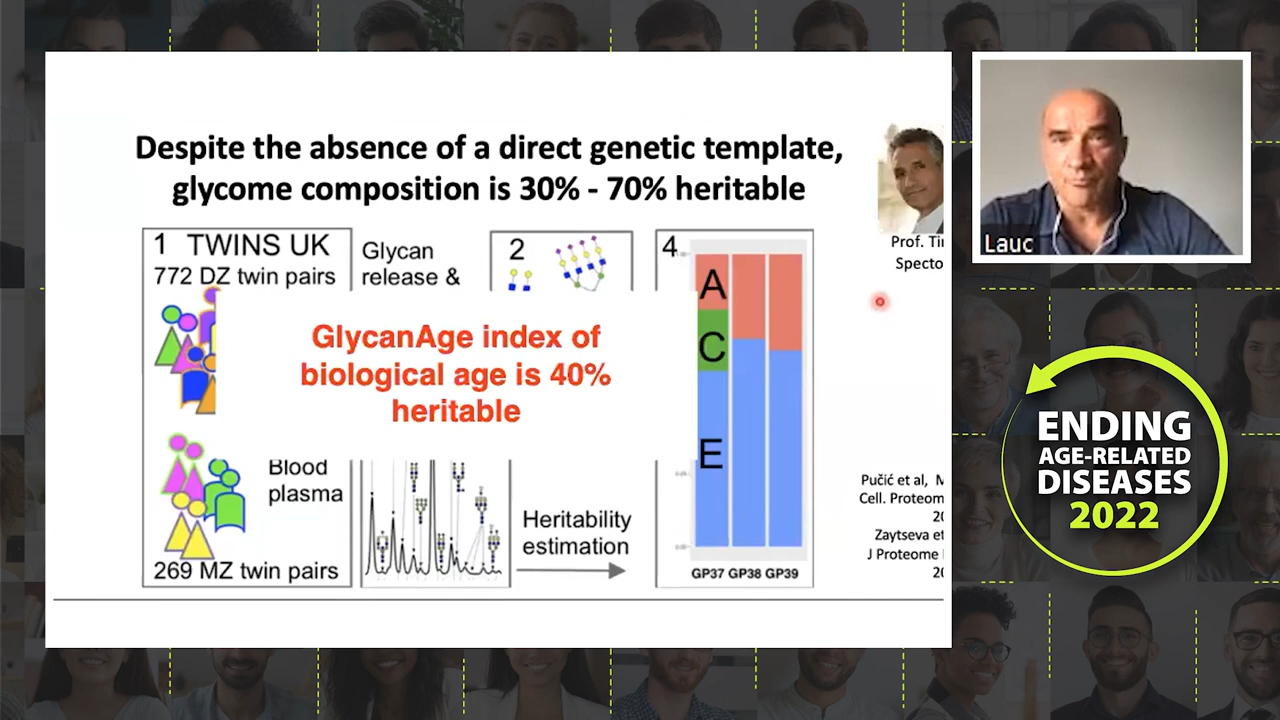 Despite the absence of a direct genetic template,
glycome composition is 30% - 70% heritable
1 TWINS UK
772 DZ twin pairs
Glycan
release &
2
4
A
C
E
Prof. Ti
Specto
Lauc
GlycanAge index of
biological age is 40%
heritable
Blood
plasma
269 MZ twin pairs
Heritability
estimation
GP37 GP38 GP39
Pučić et al, M
Cell. Proteom
20
Zaytseva et
J Proteome
20
ENDING
AGE-RELATED
DISEASES
2022